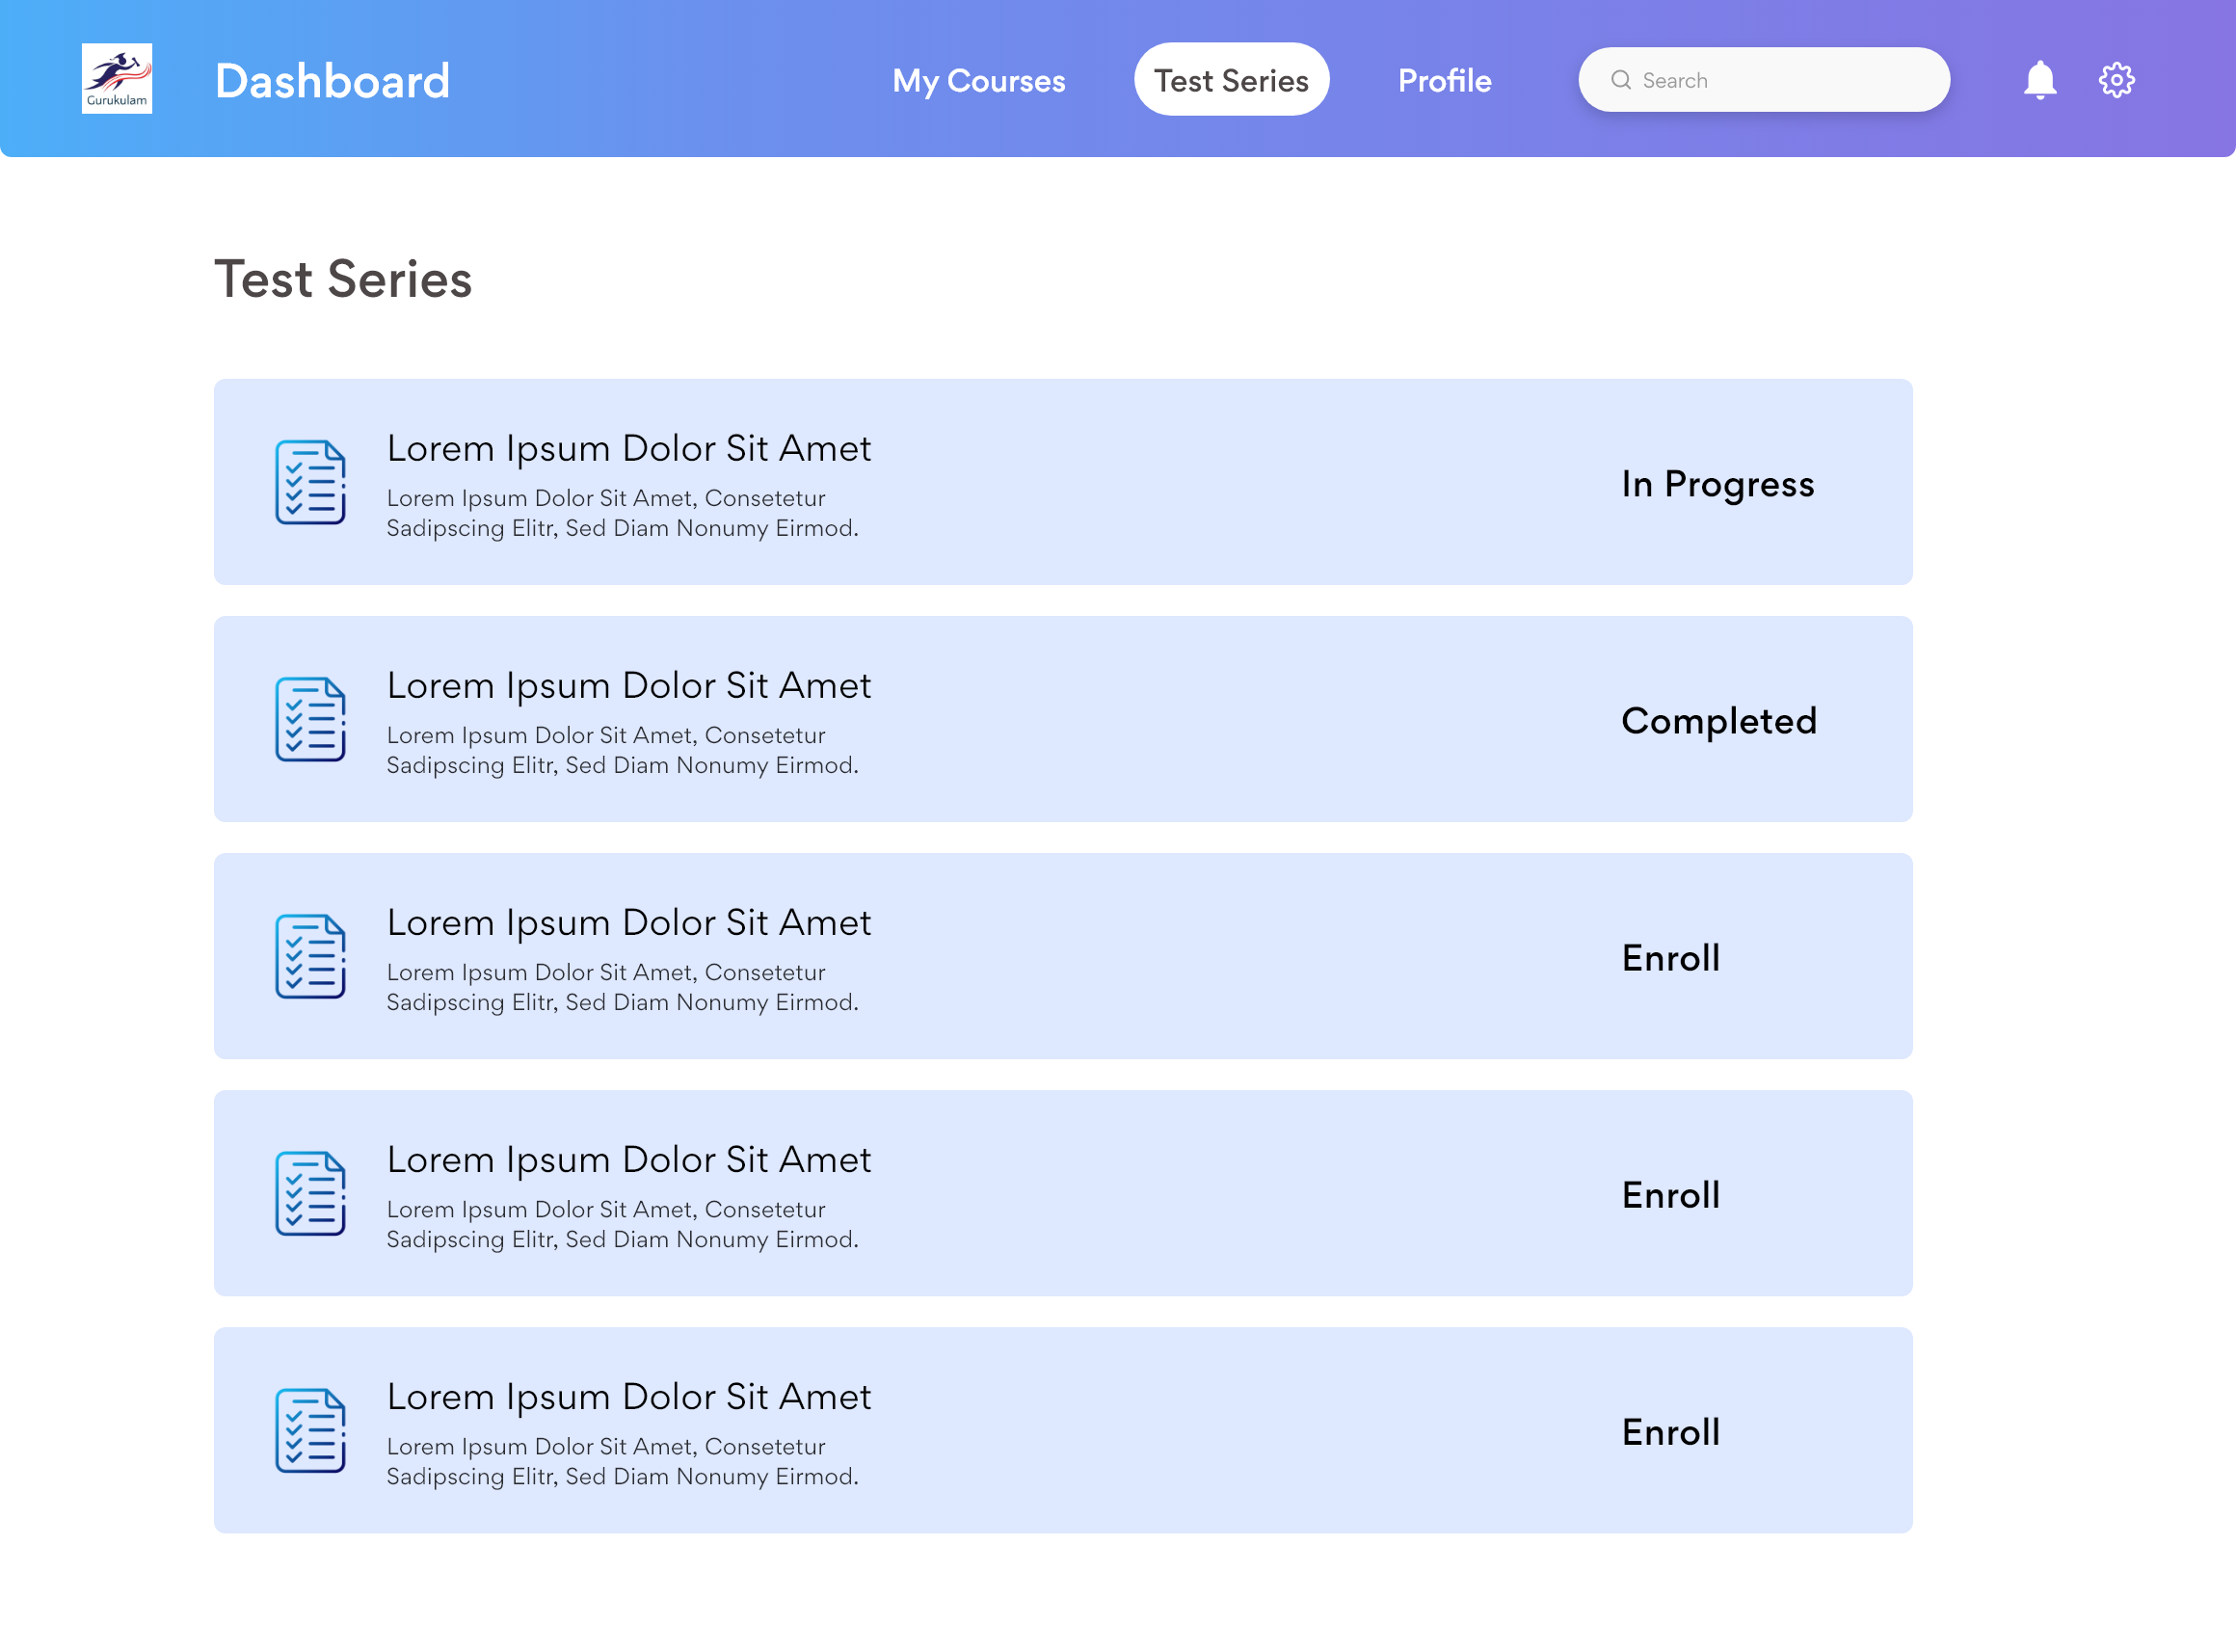 Gurukulam
Dashboard
My Courses
Test Series
Profile
Search
Test Series
Lorem Ipsum Dolor Sit Amet
Lorem Ipsum Dolor Sit Amet, Consetetur
Sadipscing Elitr, Sed Diam Nonumy Eirmod.
In Progress
Lorem Ipsum Dolor Sit Amet
Lorem Ipsum Dolor Sit Amet, Consetetur
Sadipscing Elitr, Sed Diam Nonumy Eirmod.
Completed
Lorem Ipsum Dolor Sit Amet
Lorem Ipsum Dolor Sit Amet, Consetetur
Sadipscing Elitr, Sed Diam Nonumy Eirmod.
Enroll
Lorem Ipsum Dolor Sit Amet
Lorem Ipsum Dolor Sit Amet, Consetetur
Sadipscing Elitr, Sed Diam Nonumy Eirmod.
Enroll
Lorem Ipsum Dolor Sit Amet
Lorem Ipsum Dolor Sit Amet, Consetetur
Sadipscing Elitr, Sed Diam Nonumy Eirmod.
Enroll